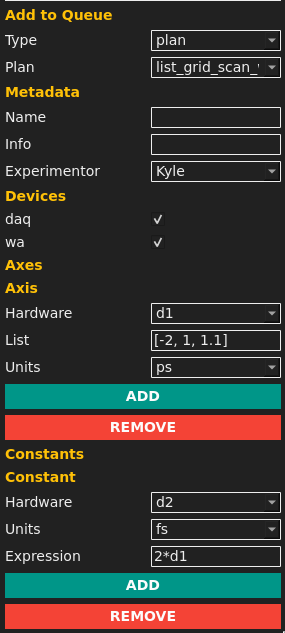 Add to Queue
Type plan
Plan list_grid_scan_
Metadata
Name
Info
Experimentor Kyle
Devices
daq
wa
Axes
Axis
Hardware d1
List [-2, 1, 1.1]
Units ps
ADD
REMOVE
Constants
Constant
Hardware d2
Units fs
Expression 2*d1
ADD
REMOVE